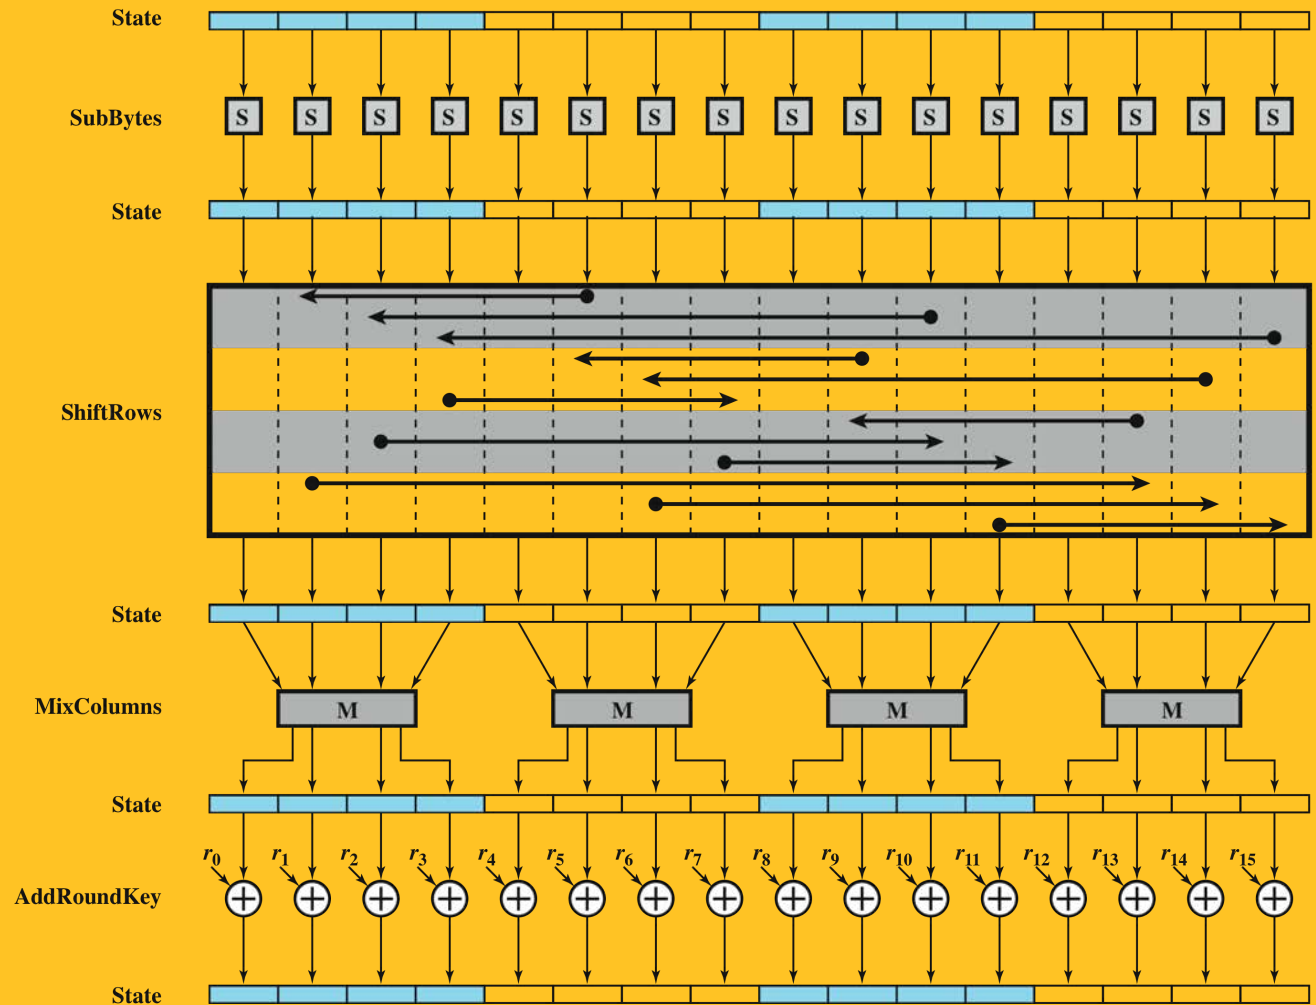 State
SubBytes S S S S S S S S S S S S S S S S
State
ShiftRows
State
MixColumns M M M M
State
r0 r1 r2 r3 r4 r5 r6 r7 r8 r9 r10 r11 r12 r13 r14 r15
AddRoundKey
State